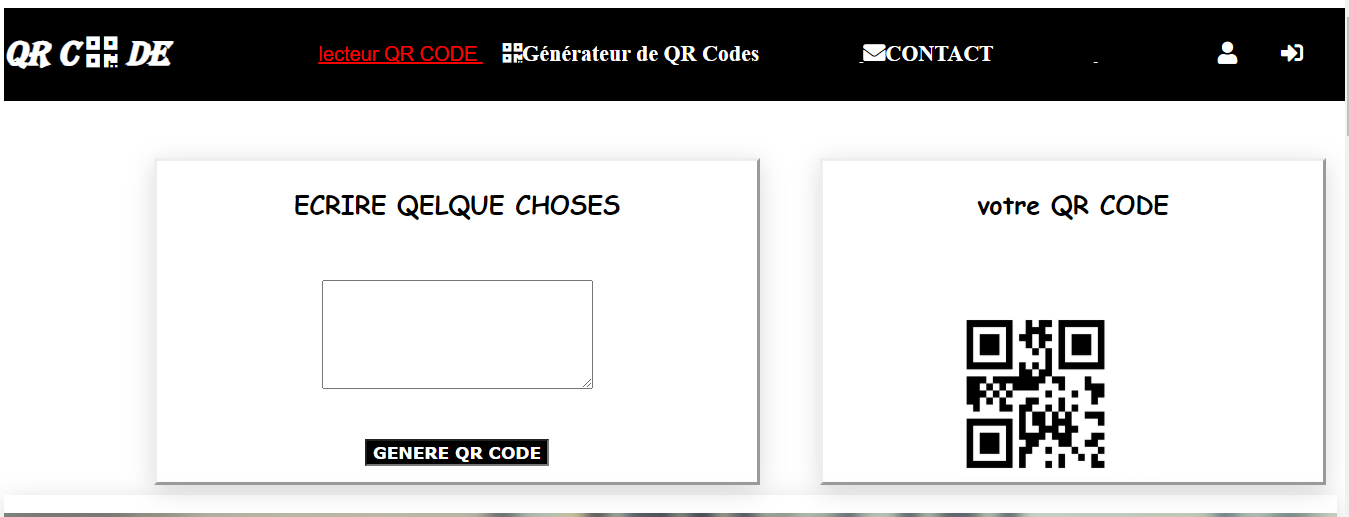 QR C DE
lecteur QR CODE Générateur de QR Codes CONTACT
ECRIRE QELQUE CHOSES
votre QR CODE
GENERE QR CODE